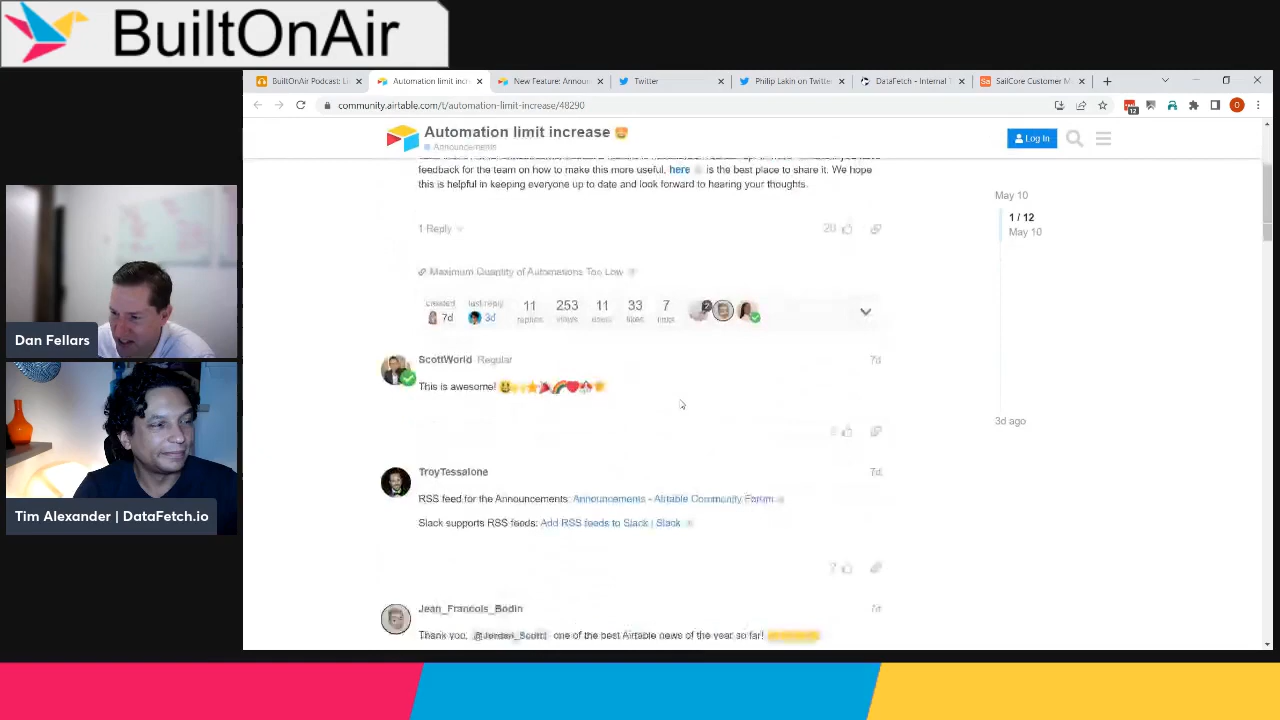 BuiltOnAir
BuiltOnAir Podcast: Li
Automation limit incre
New Feature: Announ
Twitter
Philip Lakin on Twitter
DataFetch - Internal T
SailCore Customer M
community.airtable.com/t/automation-limit-increase/48290
12
O
Automation limit increase
Announcements
Log In
feedback for the team on how to make this more useful, here is the best place to share it. We hope
this is helpful in keeping everyone up to date and look forward to hearing your thoughts.
May 10
1 / 12
May 10
3d ago
1 Reply
20
Maximum Quantity of Automations Too Low
created
last reply
11
253
11
33
7
7d
3d
replies
views
users
likes
links
ScottWorld Regular
7d
This is awesome!
TroyTessalone
7d
RSS feed for the Announcements: Announcements - Airtable Community Forum
Slack supports RSS feeds: Add RSS feeds to Slack | Slack
Jean_Francois_Bodin
7d
Thank you, @Jordan_Scott1 one of the best Airtable news of the year so far!
Dan Fellars
Tim Alexander | DataFetch.io